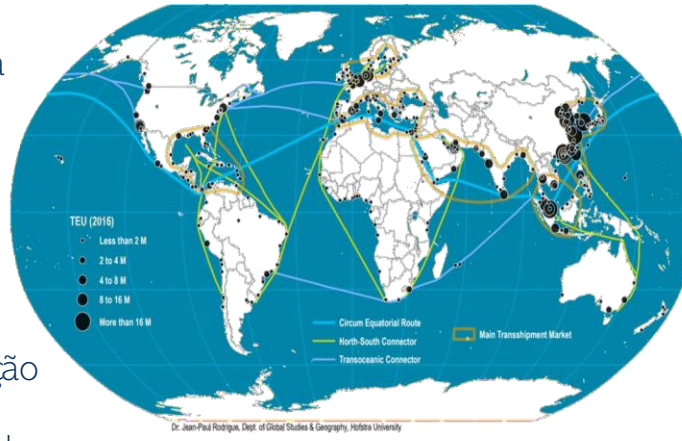 TEU (2016)
Less than 2 M
2 to 4 M
4 to 8 M
8 to 16 M
More than 16 M
Circum Equatorial Route
North-South Connector
Transoceanic Connector
Main Transshipment Market
ção
Dr. Jean-Paul Rodrigue, Dept. of Global Studies & Geography, Hofstra University